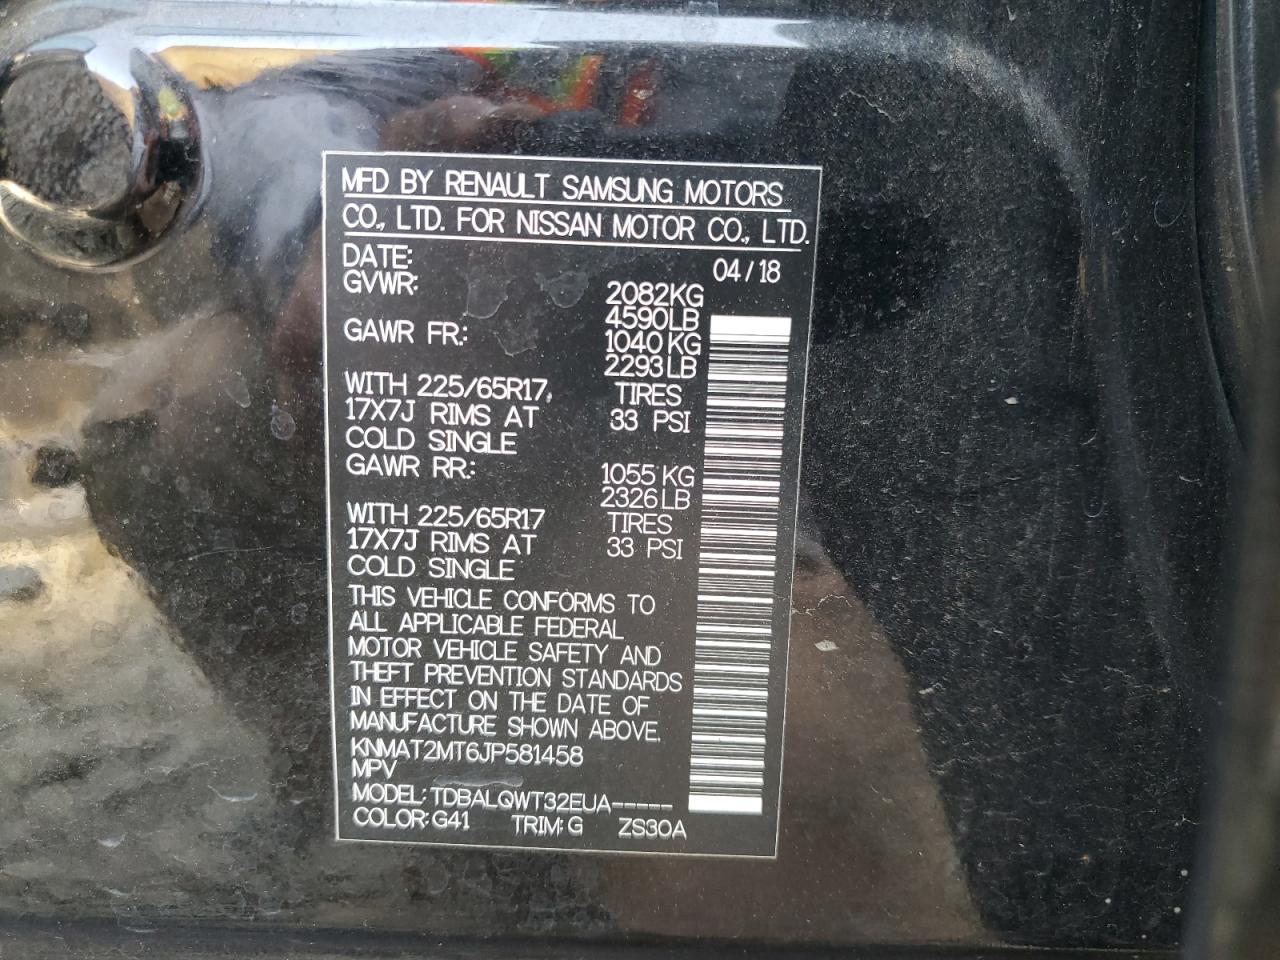 MFD BY RENAULT SAMSUNG MOTORS
CO., LTD. FOR NISSAN MOTOR CO., LTD.
DATE: 04/18
GVWR: 2082KG
4590LB
GAWR FR: 1040 KG
2293LB
WITH 225/65R17, TIRES
17X7J RIMS AT 33 PSI
COLD SINGLE
GAWR RR: 1055 KG
2326LB
WITH 225/65R17 TIRES
17X7J RIMS AT 33 PSI
COLD SINGLE
THIS VEHICLE CONFORMS TO
ALL APPLICABLE FEDERAL
MOTOR VEHICLE SAFETY AND
THEFT PREVENTION STANDARDS
IN EFFECT ON THE DATE OF
MANUFACTURE SHOWN ABOVE.
KNMAT2MT6JP581458
MPV
MODEL: TDBALQWT32EUA-----
COLOR: G41 TRIM: G ZS30A